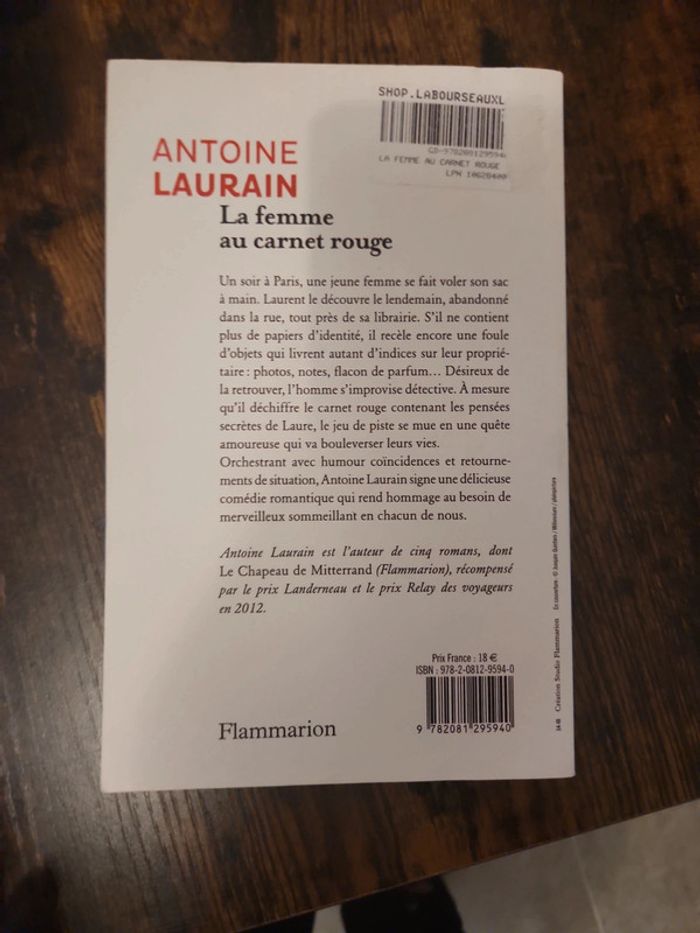 SHOP.LABOURSEAUXL
LA FEMME AU CARNET ROUGE
ANTOINE
LAURAIN
La femme
au carnet rouge
Un soir à Paris, une jeune femme se fait voler son sac
à main. Laurent le découvre le lendemain, abandonné
dans la rue, tout près de sa librairie. S'il ne contient
plus de papiers d'identité, il recèle encore une foule
d'objets qui livrent autant d'indices sur leur proprié-
taire : photos, notes, flacon de parfum... Désireux de
la retrouver, l'homme s'improvise détective. À mesure
qu'il déchiffre le carnet rouge contenant les pensées
secrètes de Laure, le jeu de piste se mue en une quête
amoureuse qui va bouleverser leurs vies.
Orchestrant avec humour coïncidences et retourne-
ments de situation, Antoine Laurain signe une délicieuse
comédie romantique qui rend hommage au besoin de
merveilleux sommeillant en chacun de nous.
Antoine Laurain est l'auteur de cinq romans, dont
Le Chapeau de Mitterrand (Flammarion), récompensé
par le prix Landerneau et le prix Relay des voyageurs
en 2012.
Prix France : 18 €
ISBN : 978-2-0812-9594-0
9 782081 295940
Flammarion
Création Studio Flammarion